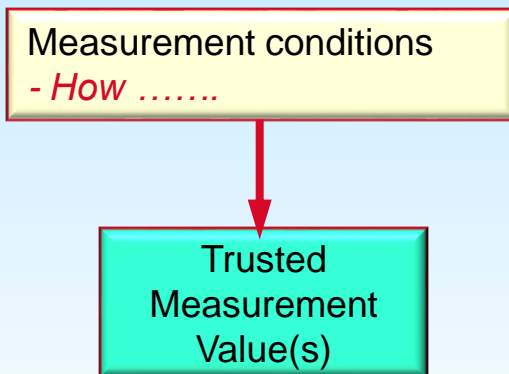 Measurement conditions
- How ……..
Trusted
Measurement
Value(s)